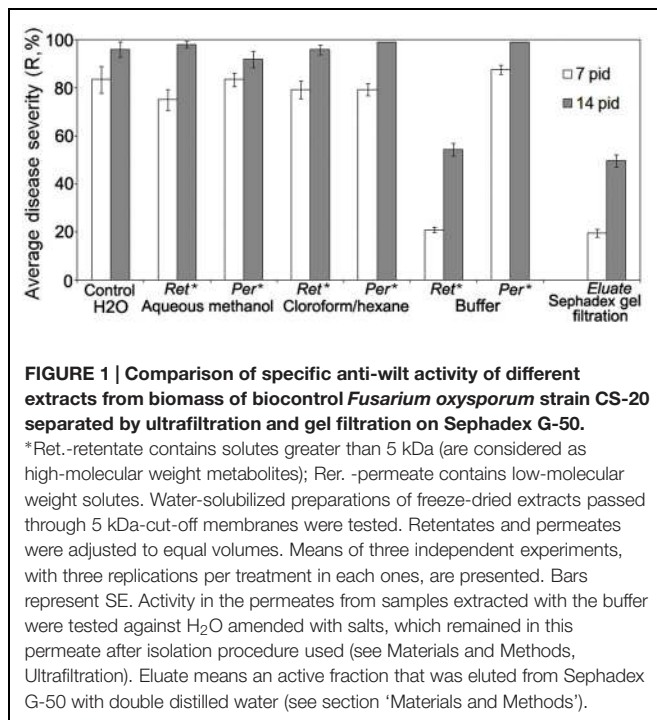 Average disease severity (R,%)
100
80
60
40
20
0
7 pid
14 pid
Control
H2O
Ret*
Per*
Aqueous methanol
Ret*
Per*
Cloroform/hexane
Ret*
Per*
Buffer
Eluate
Sephadex gel
filtration
FIGURE 1 | Comparison of specific anti-wilt activity of different
extracts from biomass of biocontrol Fusarium oxysporum strain CS-20
separated by ultrafiltration and gel filtration on Sephadex G-50.
*Ret.-retentate contains solutes greater than 5 kDa (are considered as
high-molecular weight metabolites); Rer. -permeate contains low-molecular
weight solutes. Water-solubilized preparations of freeze-dried extracts passed
through 5 kDa-cut-off membranes were tested. Retentates and permeates
were adjusted to equal volumes. Means of three independent experiments,
with three replications per treatment in each ones, are presented. Bars
represent SE. Activity in the permeates from samples extracted with the buffer
were tested against H₂O amended with salts, which remained in this
permeate after isolation procedure used (see Materials and Methods,
Ultrafiltration). Eluate means an active fraction that was eluted from Sephadex
G-50 with double distilled water (see section 'Materials and Methods').